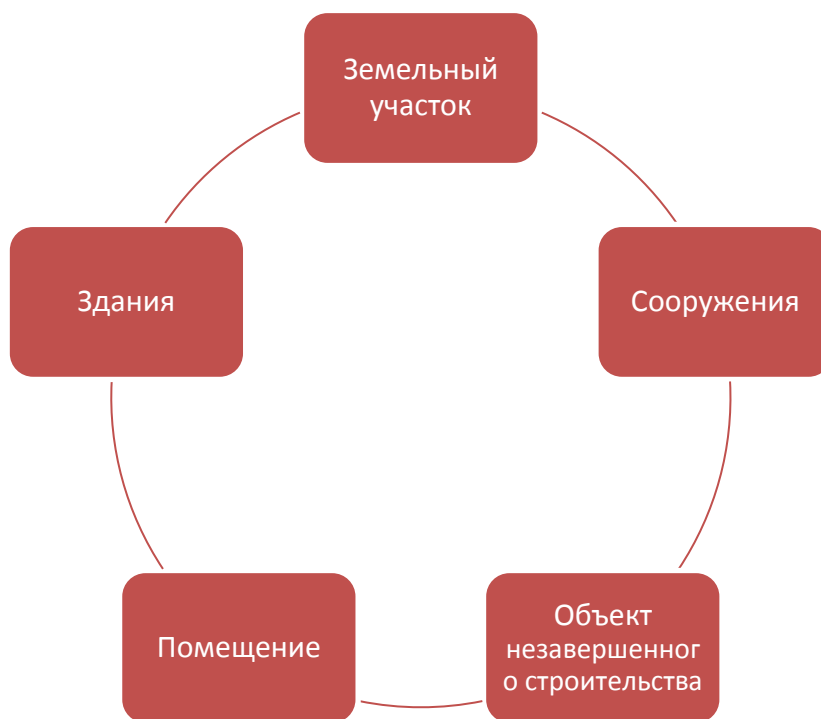 Земельный
участок
Здания
Сооружения
Помещение
Объект
незавершенног
о строительства